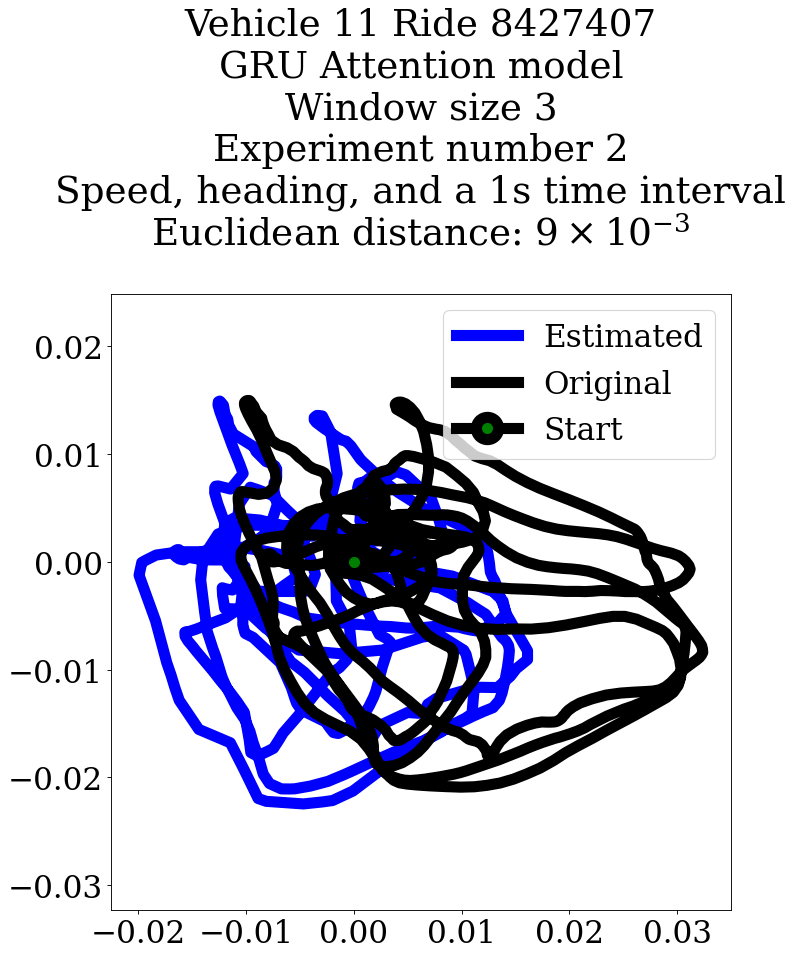 Vehicle 11 Ride 8427407
GRU Attention model
Window size 3
Experiment number 2
Speed, heading, and a 1s time interval
Euclidean distance: 9 × 10⁻³
Estimated
Original
Start
0.02
0.01
0.00
−0.01
−0.02
−0.03
−0.02 −0.01 0.00 0.01 0.02 0.03